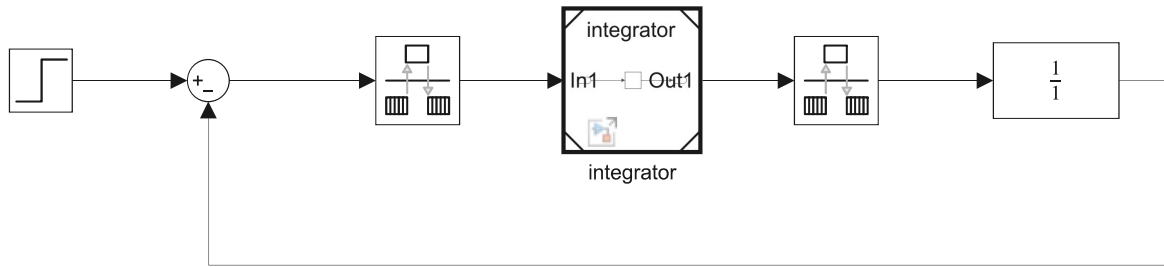 integrator
+
−
In1
Out1
1
1
integrator